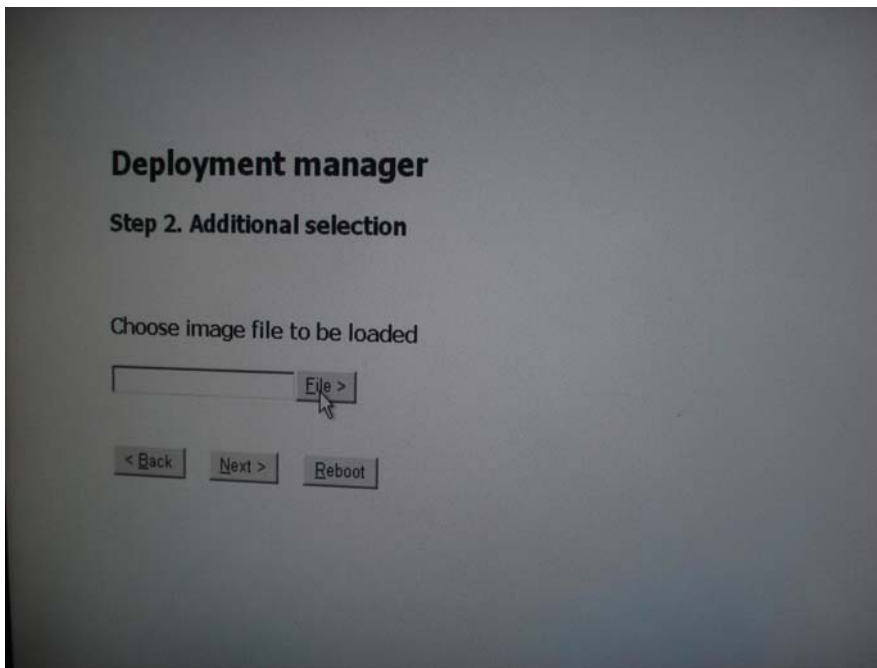 Deployment manager
Step 2. Additional selection
Choose image file to be loaded
File >
< Back Next > Reboot